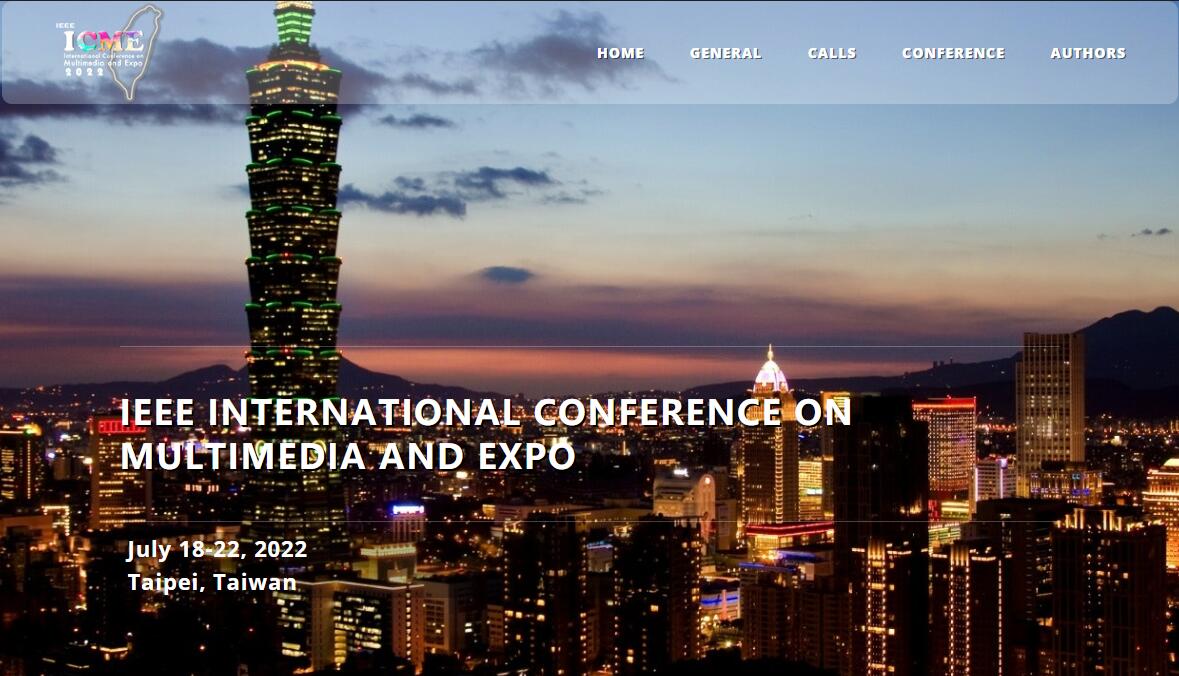 IEEE
ICME
International Conference on
Multimedia and Expo
2022
HOME GENERAL CALLS CONFERENCE AUTHORS
IEEE INTERNATIONAL CONFERENCE ON
MULTIMEDIA AND EXPO
July 18-22, 2022
Taipei, Taiwan